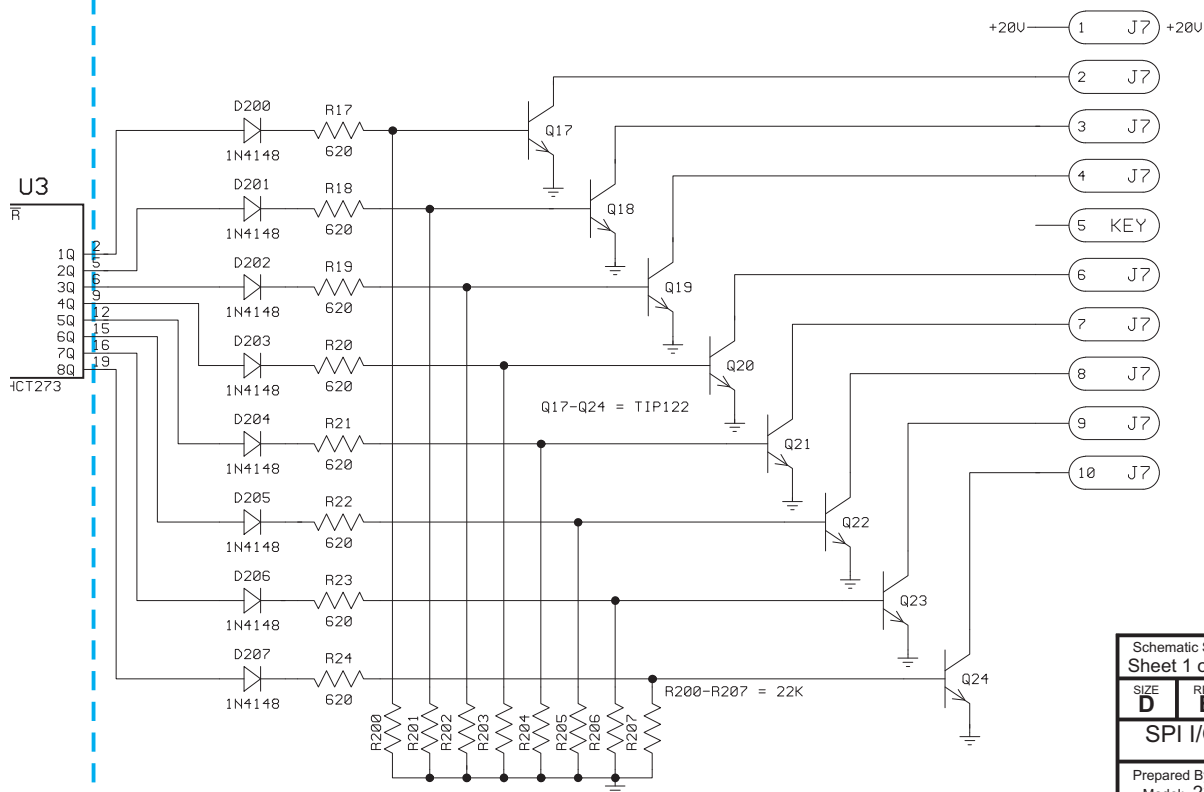 +20V
1 J7
+20V
2 J7
3 J7
4 J7
5 KEY
6 J7
7 J7
8 J7
9 J7
10 J7
U3
R
1Q 2
2Q 5
3Q 6
4Q 9
5Q 12
6Q 15
7Q 16
8Q 19
HCT273
D200
1N4148
R17
620
Q17
D201
1N4148
R18
620
Q18
D202
1N4148
R19
620
Q19
D203
1N4148
R20
620
Q20
Q17-Q24 = TIP122
D204
1N4148
R21
620
Q21
D205
1N4148
R22
620
Q22
D206
1N4148
R23
620
Q23
D207
1N4148
R24
620
Q24
R200-R207 = 22K
R200
R201
R202
R203
R204
R205
R206
R207
Schematic
Sheet 1
SIZE
D
SPI
Prepared